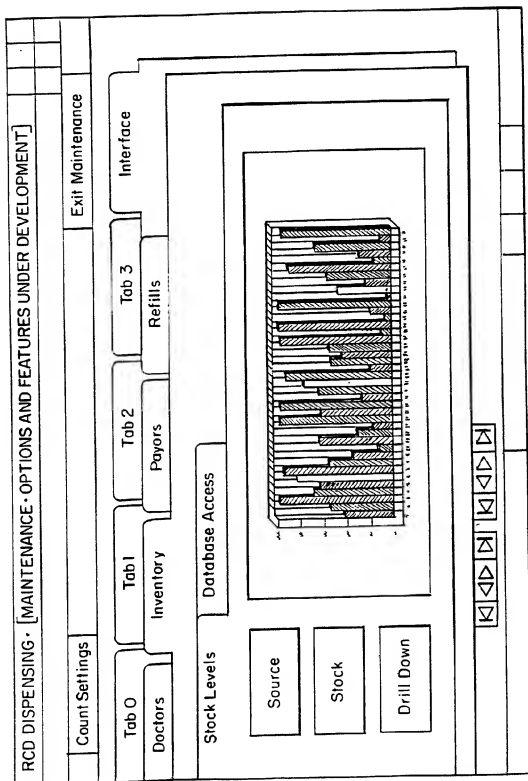 RCD DISPENSING · [MAINTENANCE · OPTIONS AND FEATURES UNDER DEVELOPMENT]
Count Settings Exit Maintenance
Tab 0 Tab 1 Tab 2 Tab 3 Interface
Doctors Inventory Payors Refills
Stock Levels Database Access
Source
Stock
Drill Down